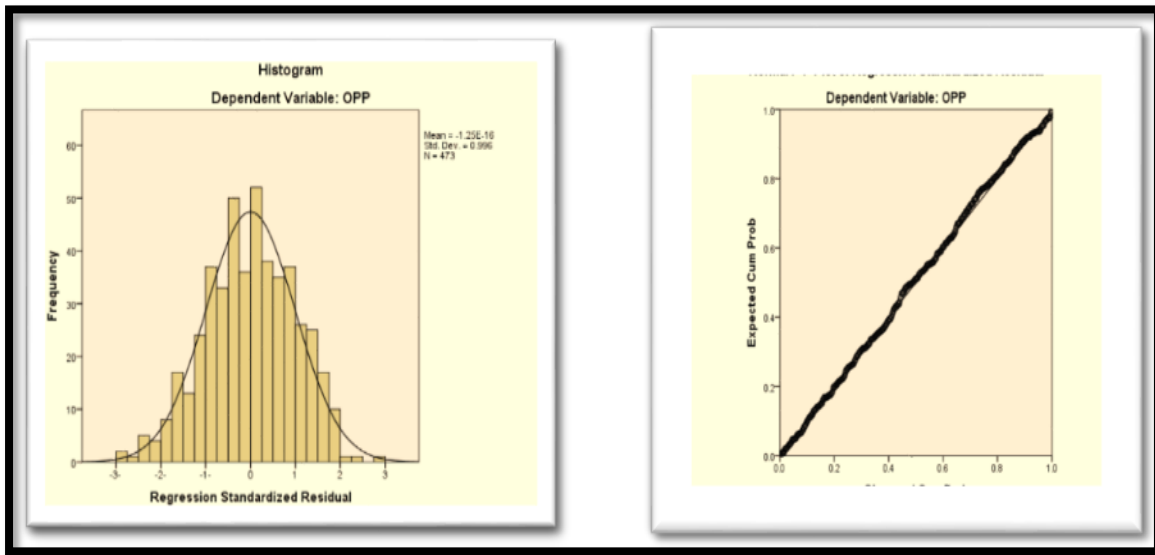 Histogram
Dependent Variable: OPP
Mean = -1.25E-16
Std. Dev. = 0.996
N = 473
60
50
40
30
20
10
0
-3 -2 -1 0 1 2 3
Frequency
Regression Standardized Residual
Regression Standardized Residual
Dependent Variable: OPP
1.0
0.8
0.6
0.4
0.2
0.0
0.0 0.2 0.4 0.6 0.8 1.0
Expected Cum Prob